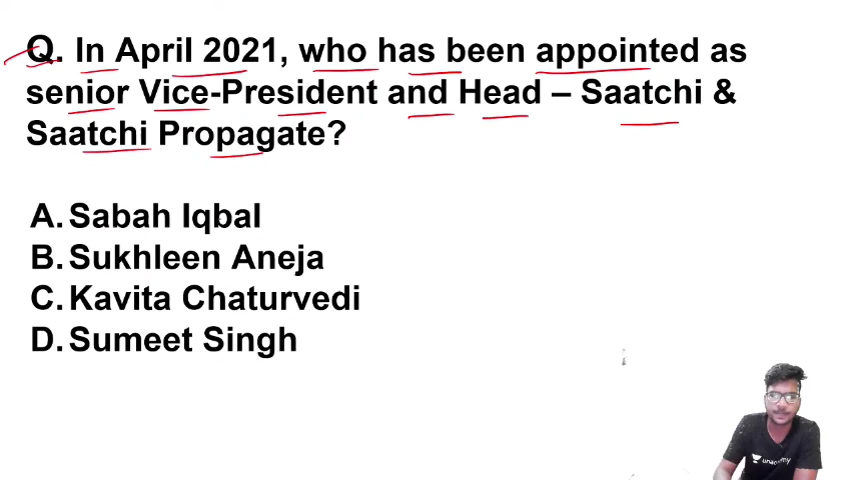 Q. In April 2021, who has been appointed as
senior Vice-President and Head – Saatchi &
Saatchi Propagate?
A. Sabah Iqbal
B. Sukhleen Aneja
C. Kavita Chaturvedi
D. Sumeet Singh
unacademy